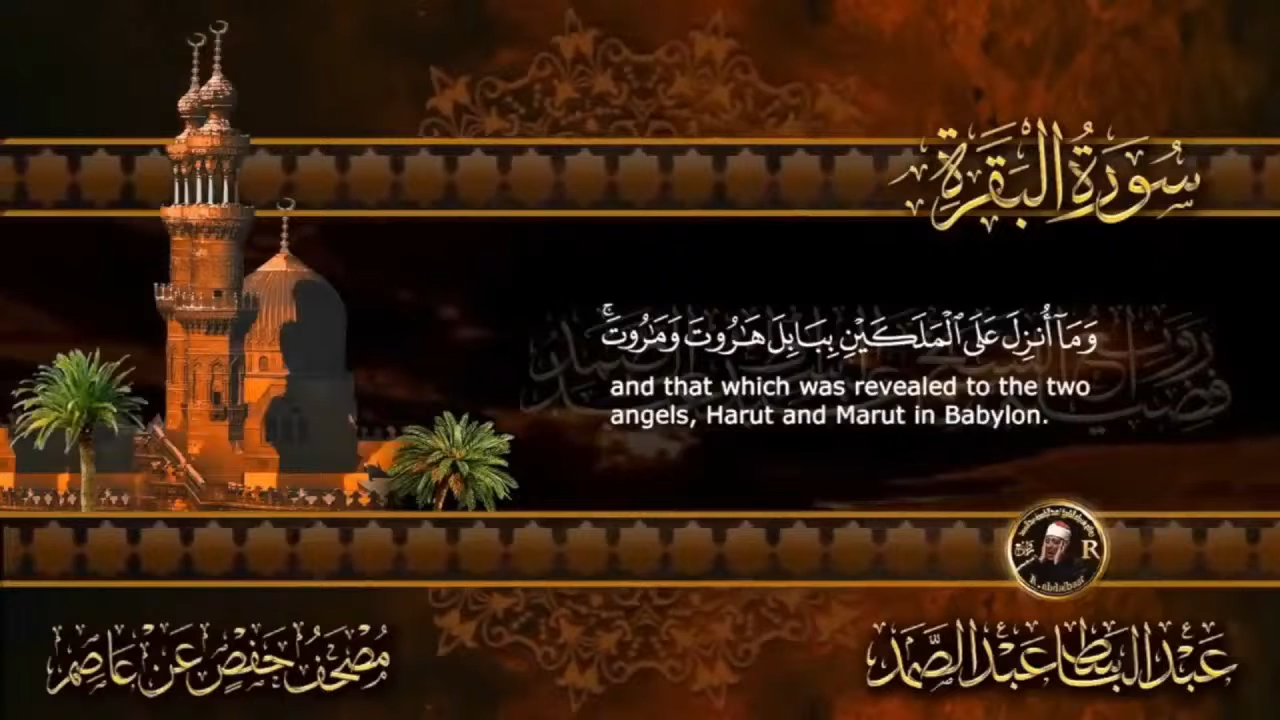 سُورَةُ البَقَرَةِ
وَمَآ أُنزِلَ عَلَى ٱلْمَلَكَيْنِ بِبَابِلَ هَٰرُوتَ وَمَٰرُوتَ ۚ
and that which was revealed to the two
angels, Harut and Marut in Babylon.
R
عَبْدُ البَاسِط عَبْدُ الصَّمَد
مُصْحَفُ حَفْصٍ عَنْ عَاصِمٍ